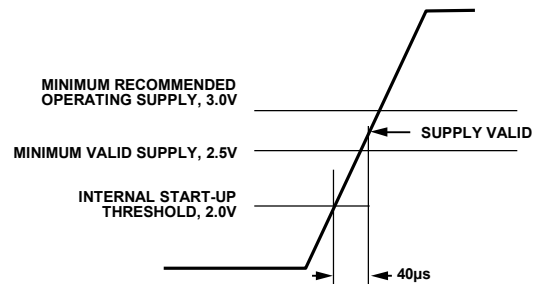 MINIMUM RECOMMENDED
OPERATING SUPPLY, 3.0V
SUPPLY VALID
MINIMUM VALID SUPPLY, 2.5V
INTERNAL START-UP
THRESHOLD, 2.0V
40µs